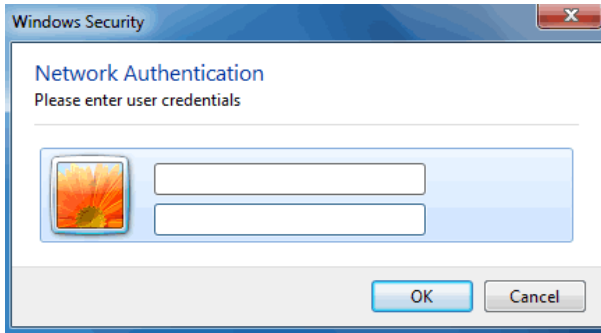 Windows Security
Network Authentication
Please enter user credentials
OK
Cancel